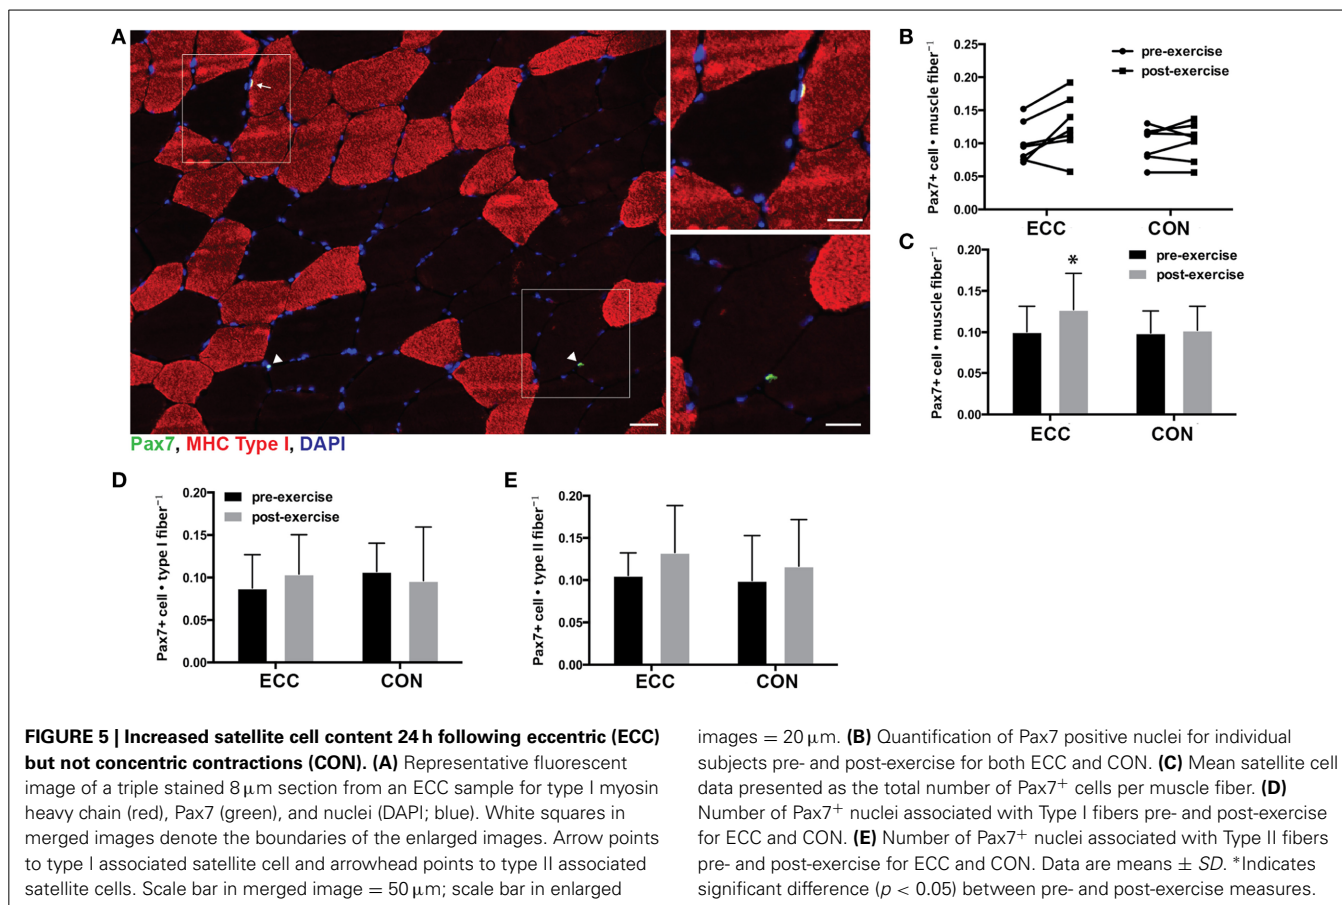 A
Pax7, MHC Type I, DAPI
B
Pax7+ cell • muscle fiber⁻¹
0.25
0.20
0.15
0.10
0.05
0.00
pre-exercise
post-exercise
ECC
CON
C
Pax7+ cell • muscle fiber⁻¹
0.20
0.15
0.10
0.05
0.00
pre-exercise
post-exercise
*
ECC
CON
D
Pax7+ cell • type I fiber⁻¹
0.20
0.15
0.10
0.05
0.00
pre-exercise
post-exercise
ECC
CON
E
Pax7+ cell • type II fiber⁻¹
0.20
0.15
0.10
0.05
0.00
ECC
CON
FIGURE 5 | Increased satellite cell content 24 h following eccentric (ECC)
but not concentric contractions (CON). (A) Representative fluorescent
image of a triple stained 8 μm section from an ECC sample for type I myosin
heavy chain (red), Pax7 (green), and nuclei (DAPI; blue). White squares in
merged images denote the boundaries of the enlarged images. Arrow points
to type I associated satellite cell and arrowhead points to type II associated
satellite cells. Scale bar in merged image = 50 μm; scale bar in enlarged
images = 20 μm. (B) Quantification of Pax7 positive nuclei for individual
subjects pre- and post-exercise for both ECC and CON. (C) Mean satellite cell
data presented as the total number of Pax7⁺ cells per muscle fiber. (D)
Number of Pax7⁺ nuclei associated with Type I fibers pre- and post-exercise
for ECC and CON. (E) Number of Pax7⁺ nuclei associated with Type II fibers
pre- and post-exercise for ECC and CON. Data are means ± SD. *Indicates
significant difference (p < 0.05) between pre- and post-exercise measures.